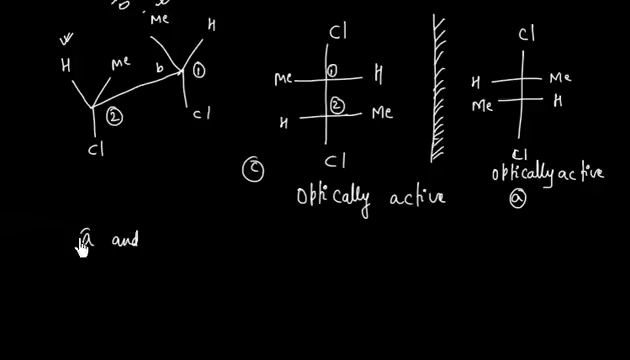 Me H
H Me b ①
② Cl
Cl
Cl
Me ① H
H ② Me
Cl
Ⓒ
Optically active
Cl
H Me
Me H
Cl
Optically active
ⓐ
a and